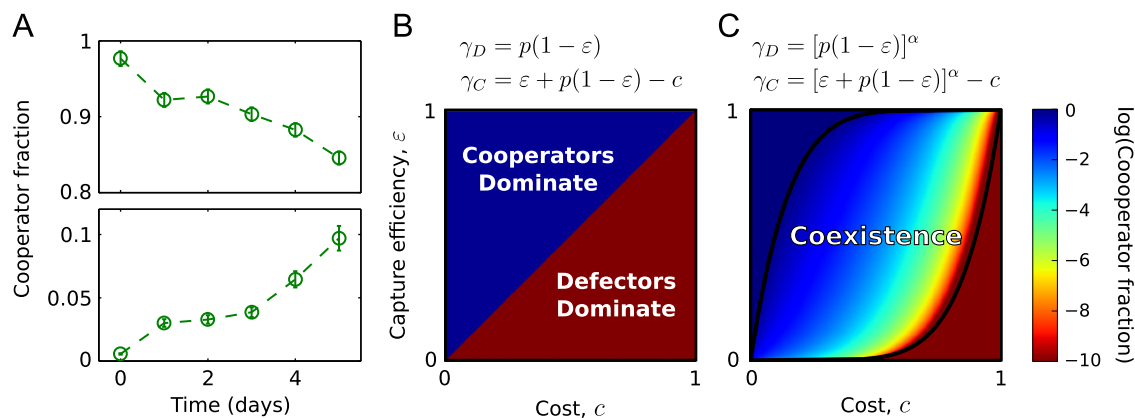 A
Cooperator fraction
1
0.9
0.8
0.1
0.05
0
0 2 4
Time (days)
B
γ_D = p(1 − ε)
γ_C = ε + p(1 − ε) − c
Capture efficiency, ε
1
Cooperators
Dominate
Defectors
Dominate
0
0 1
Cost, c
C
γ_D = [p(1 − ε)]^α
γ_C = [ε + p(1 − ε)]^α − c
1
Coexistence
0
0 1
Cost, c
0
−2
−4
−6
−8
−10
log(Coooperator fraction)